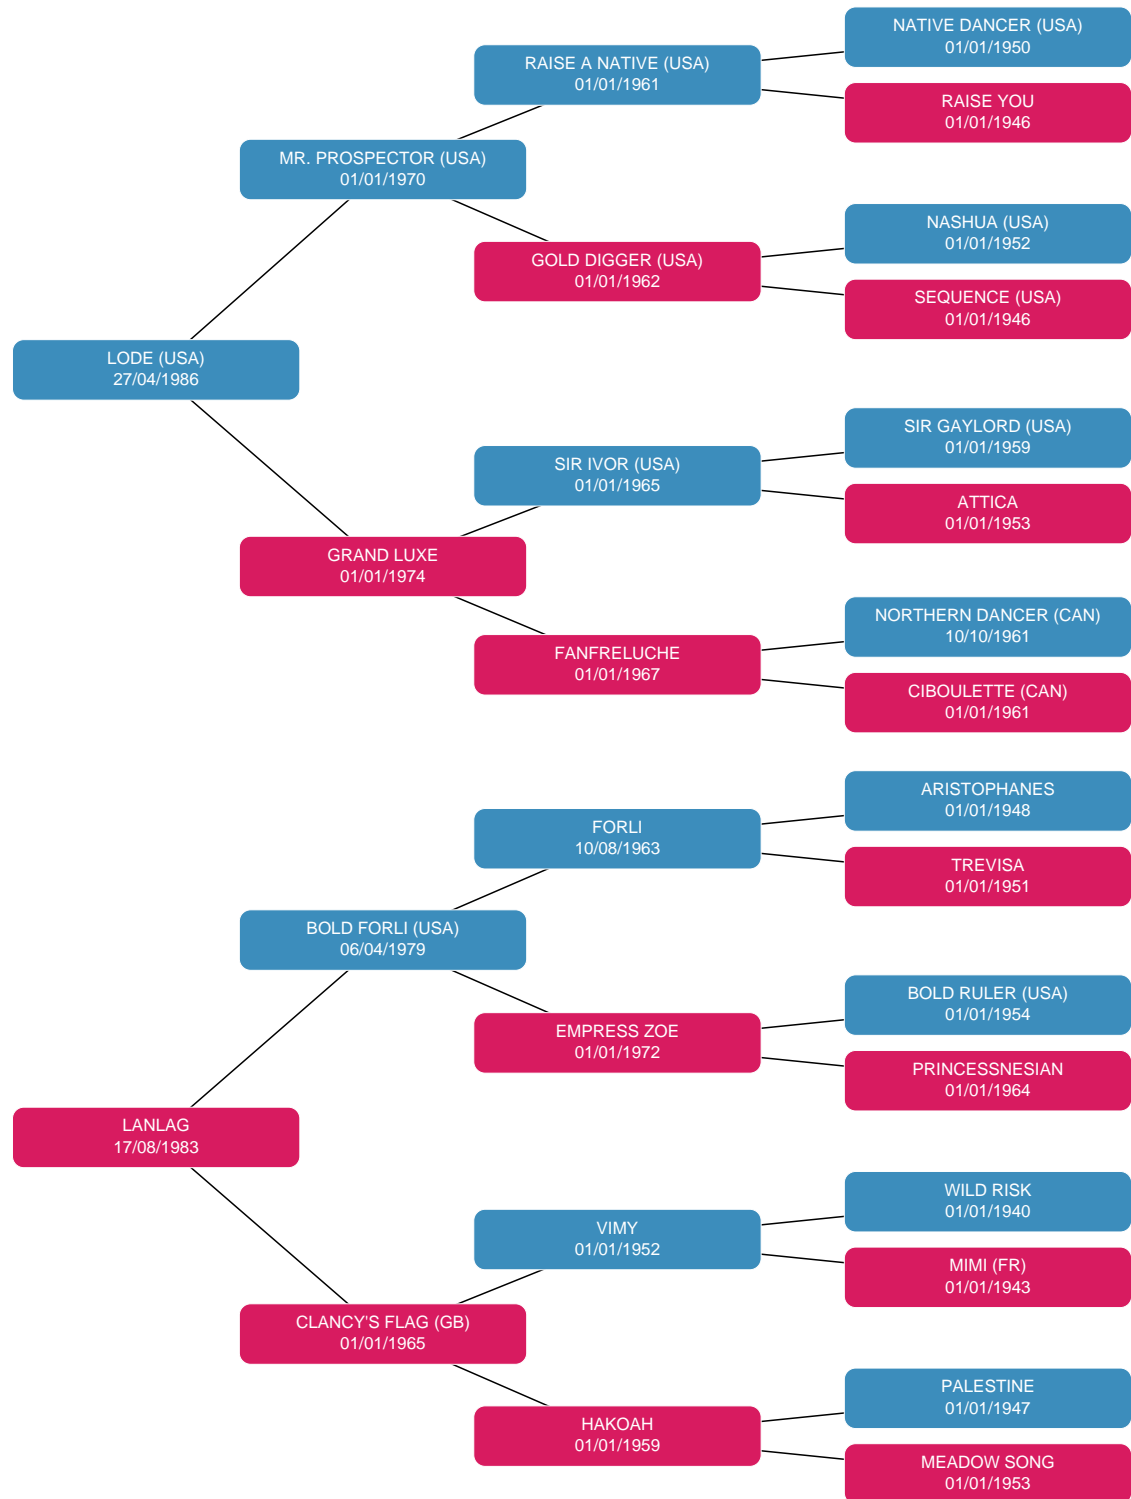 NATIVE DANCER (USA)
01/01/1950
RAISE A NATIVE (USA)
01/01/1961
RAISE YOU
01/01/1946
MR. PROSPECTOR (USA)
01/01/1970
NASHUA (USA)
01/01/1952
GOLD DIGGER (USA)
01/01/1962
SEQUENCE (USA)
01/01/1946
LODE (USA)
27/04/1986
SIR GAYLORD (USA)
01/01/1959
SIR IVOR (USA)
01/01/1965
ATTICA
01/01/1953
GRAND LUXE
01/01/1974
NORTHERN DANCER (CAN)
10/10/1961
FANFRELUCHE
01/01/1967
CIBOULETTE (CAN)
01/01/1961
ARISTOPHANES
01/01/1948
FORLI
10/08/1963
TREVISA
01/01/1951
BOLD FORLI (USA)
06/04/1979
BOLD RULER (USA)
01/01/1954
EMPRESS ZOE
01/01/1972
PRINCESSNESIAN
01/01/1964
LANLAG
17/08/1983
WILD RISK
01/01/1940
VIMY
01/01/1952
MIMI (FR)
01/01/1943
CLANCY'S FLAG (GB)
01/01/1965
PALESTINE
01/01/1947
HAKOAH
01/01/1959
MEADOW SONG
01/01/1953